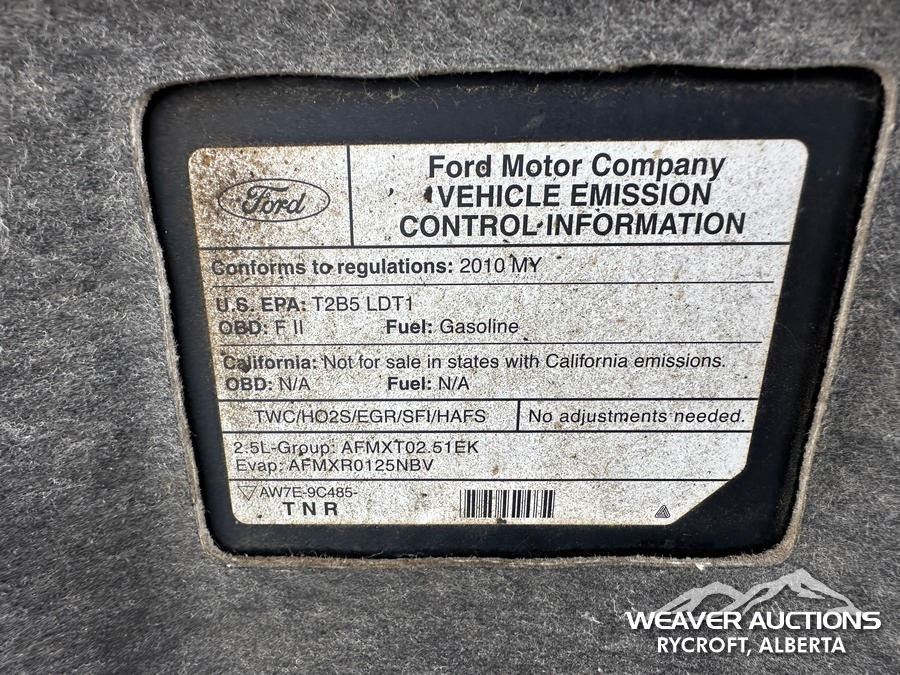 Ford
Ford Motor Company
VEHICLE EMISSION
CONTROL INFORMATION
Conforms to regulations: 2010 MY
U.S. EPA: T2B5 LDT1
OBD: F II Fuel: Gasoline
California: Not for sale in states with California emissions.
OBD: N/A Fuel: N/A
TWC/HO2S/EGR/SFI/HAFS No adjustments needed.
2.5L-Group: AFMXT02.51EK
Evap: AFMXR0125NBV
AW7E-9C485-
T N R
WEAVER AUCTIONS
RYCROFT, ALBERTA